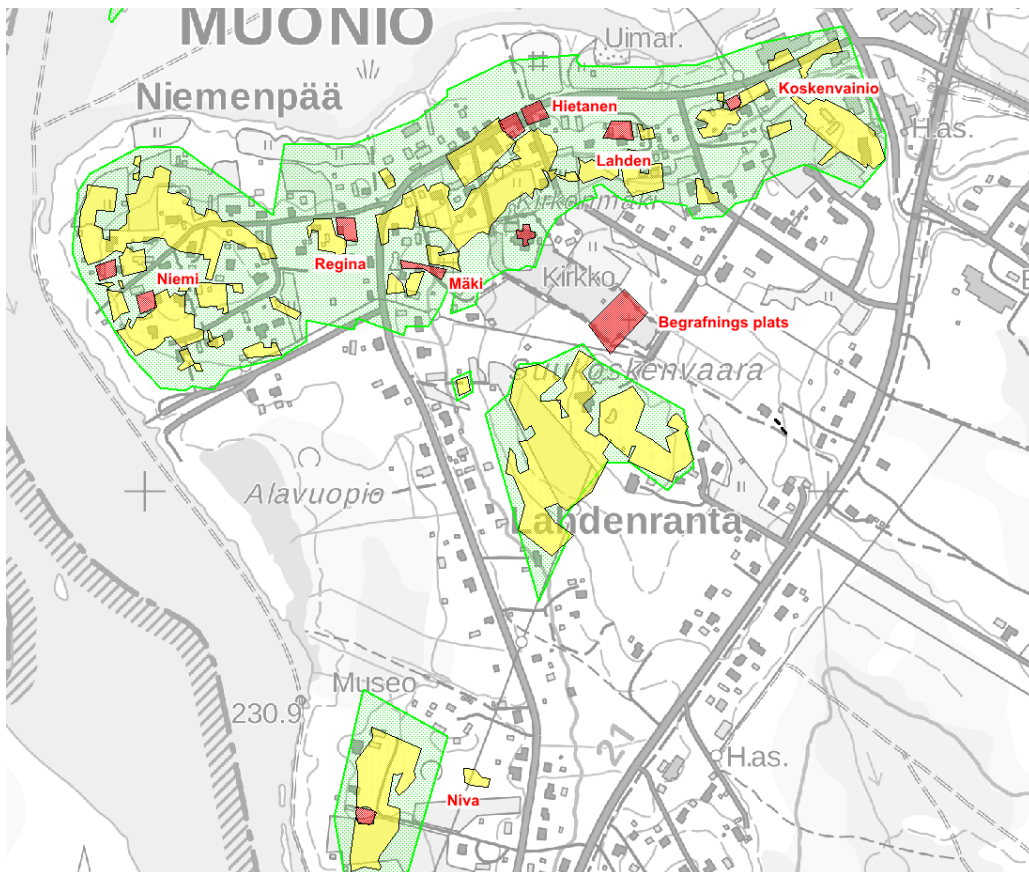 MUONIO
Uimar.
Niemenpää
Koskenvainio
Hietanen
H.as.
Lahden
Kirkonmäki
Regina
Niemi
Mäki
Kirkko
Begrafnings plats
Suukoskenvaara
Alavuopio
Lahdenranta
Museo
230.9
21
H.as.
Niva